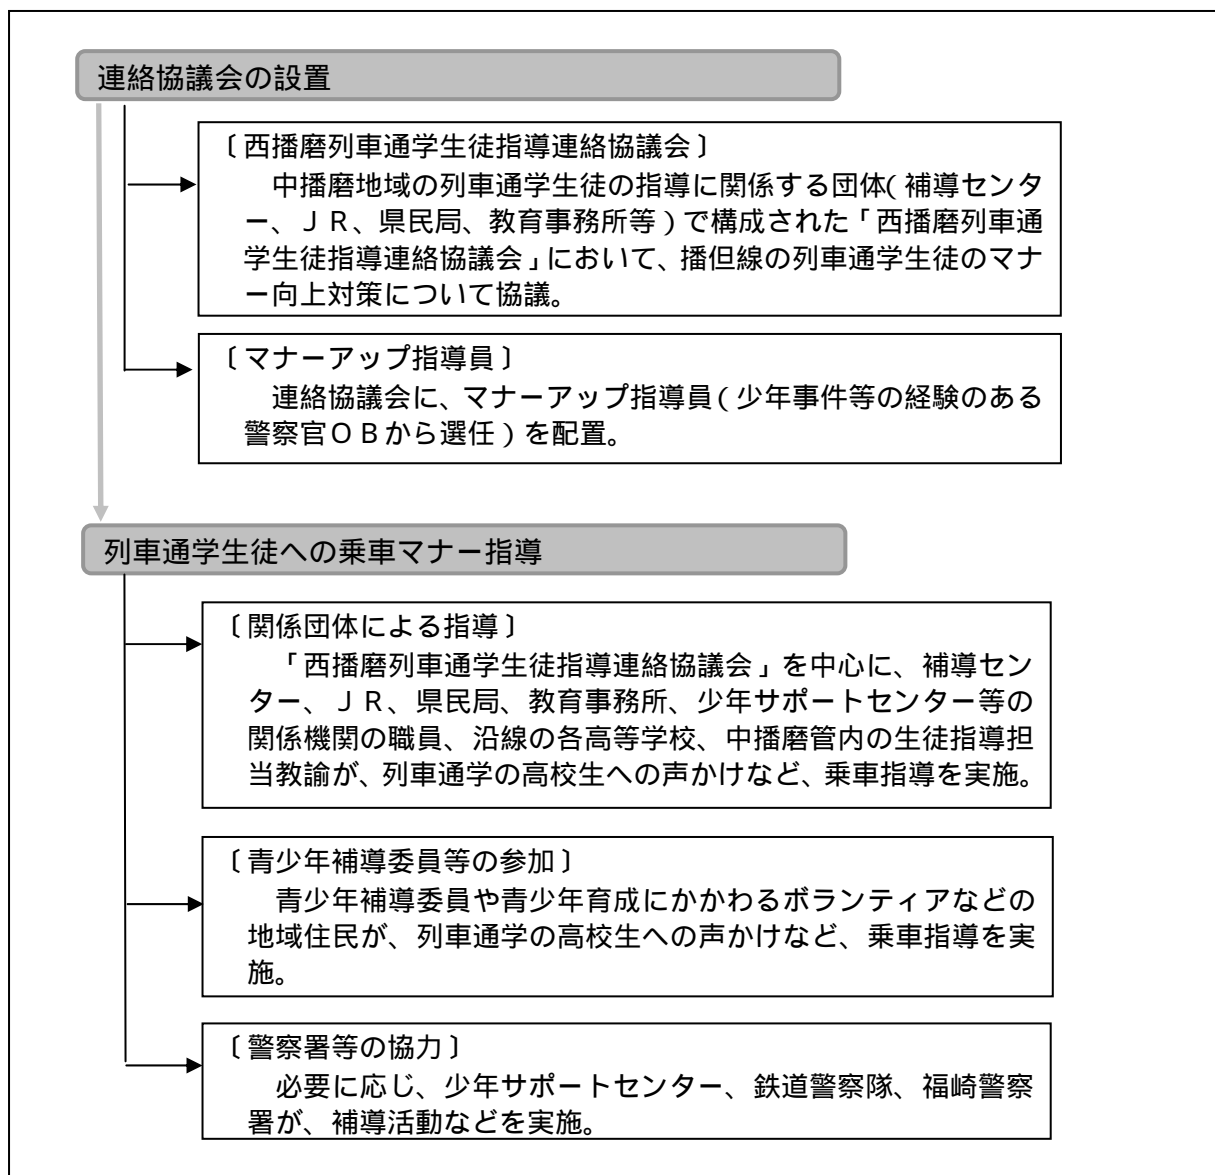 連絡協議会の設置
〔西播磨列車通学生徒指導連絡協議会〕
中播磨地域の列車通学生徒の指導に関係する団体(補導センタ
ー、ＪＲ、県民局、教育事務所等)で構成された「西播磨列車通
学生徒指導連絡協議会」において、播但線の列車通学生徒のマナ
ー向上対策について協議。
〔マナーアップ指導員〕
連絡協議会に、マナーアップ指導員(少年事件等の経験のある
警察官ＯＢから選任)を配置。
列車通学生徒への乗車マナー指導
〔関係団体による指導〕
「西播磨列車通学生徒指導連絡協議会」を中心に、補導セン
ター、ＪＲ、県民局、教育事務所、少年サポートセンター等の
関係機関の職員、沿線の各高等学校、中播磨管内の生徒指導担
当教諭が、列車通学の高校生への声かけなど、乗車指導を実施。
〔青少年補導委員等の参加〕
青少年補導委員や青少年育成にかかわるボランティアなどの
地域住民が、列車通学の高校生への声かけなど、乗車指導を実
施。
〔警察署等の協力〕
必要に応じ、少年サポートセンター、鉄道警察隊、福崎警察
署が、補導活動などを実施。